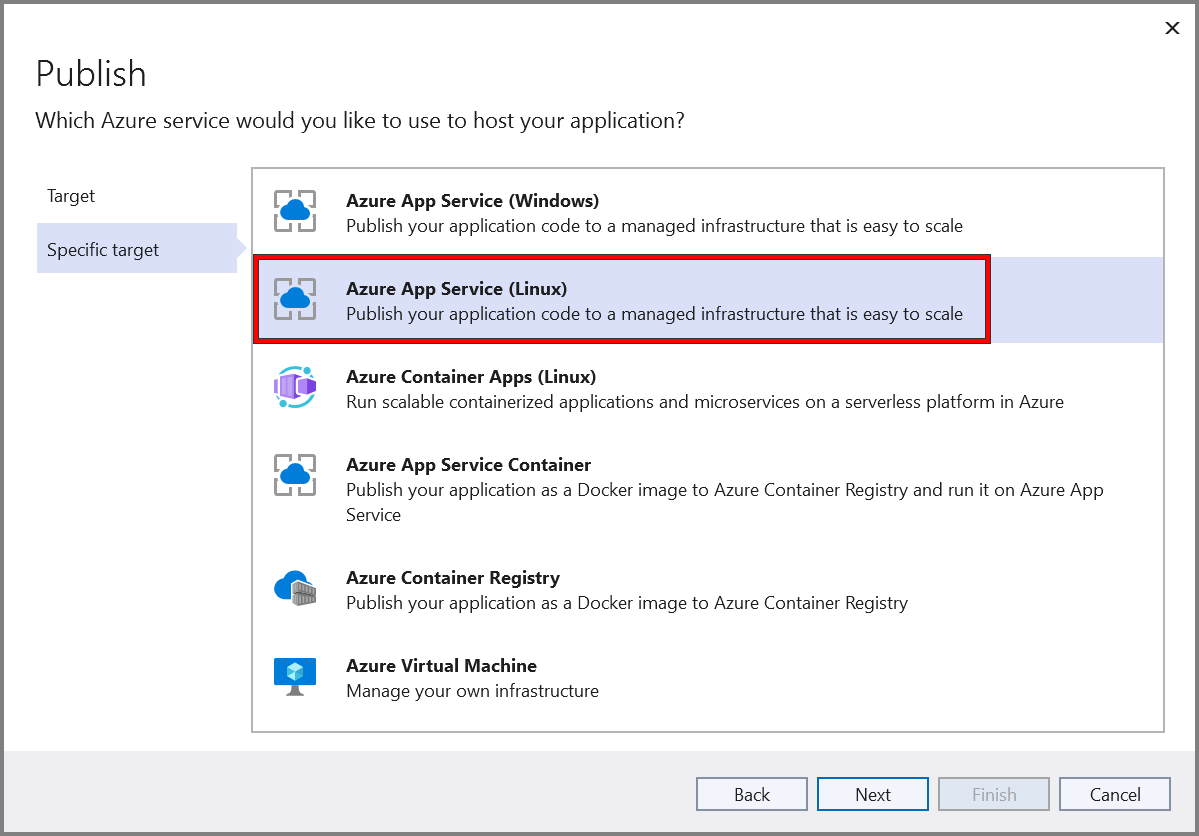 Publish
Which Azure service would you like to use to host your application?
Target
Specific target
Azure App Service (Windows)
Publish your application code to a managed infrastructure that is easy to scale
Azure App Service (Linux)
Publish your application code to a managed infrastructure that is easy to scale
Azure Container Apps (Linux)
Run scalable containerized applications and microservices on a serverless platform in Azure
Azure App Service Container
Publish your application as a Docker image to Azure Container Registry and run it on Azure App
Service
Azure Container Registry
Publish your application as a Docker image to Azure Container Registry
Azure Virtual Machine
Manage your own infrastructure
Back
Next
Finish
Cancel